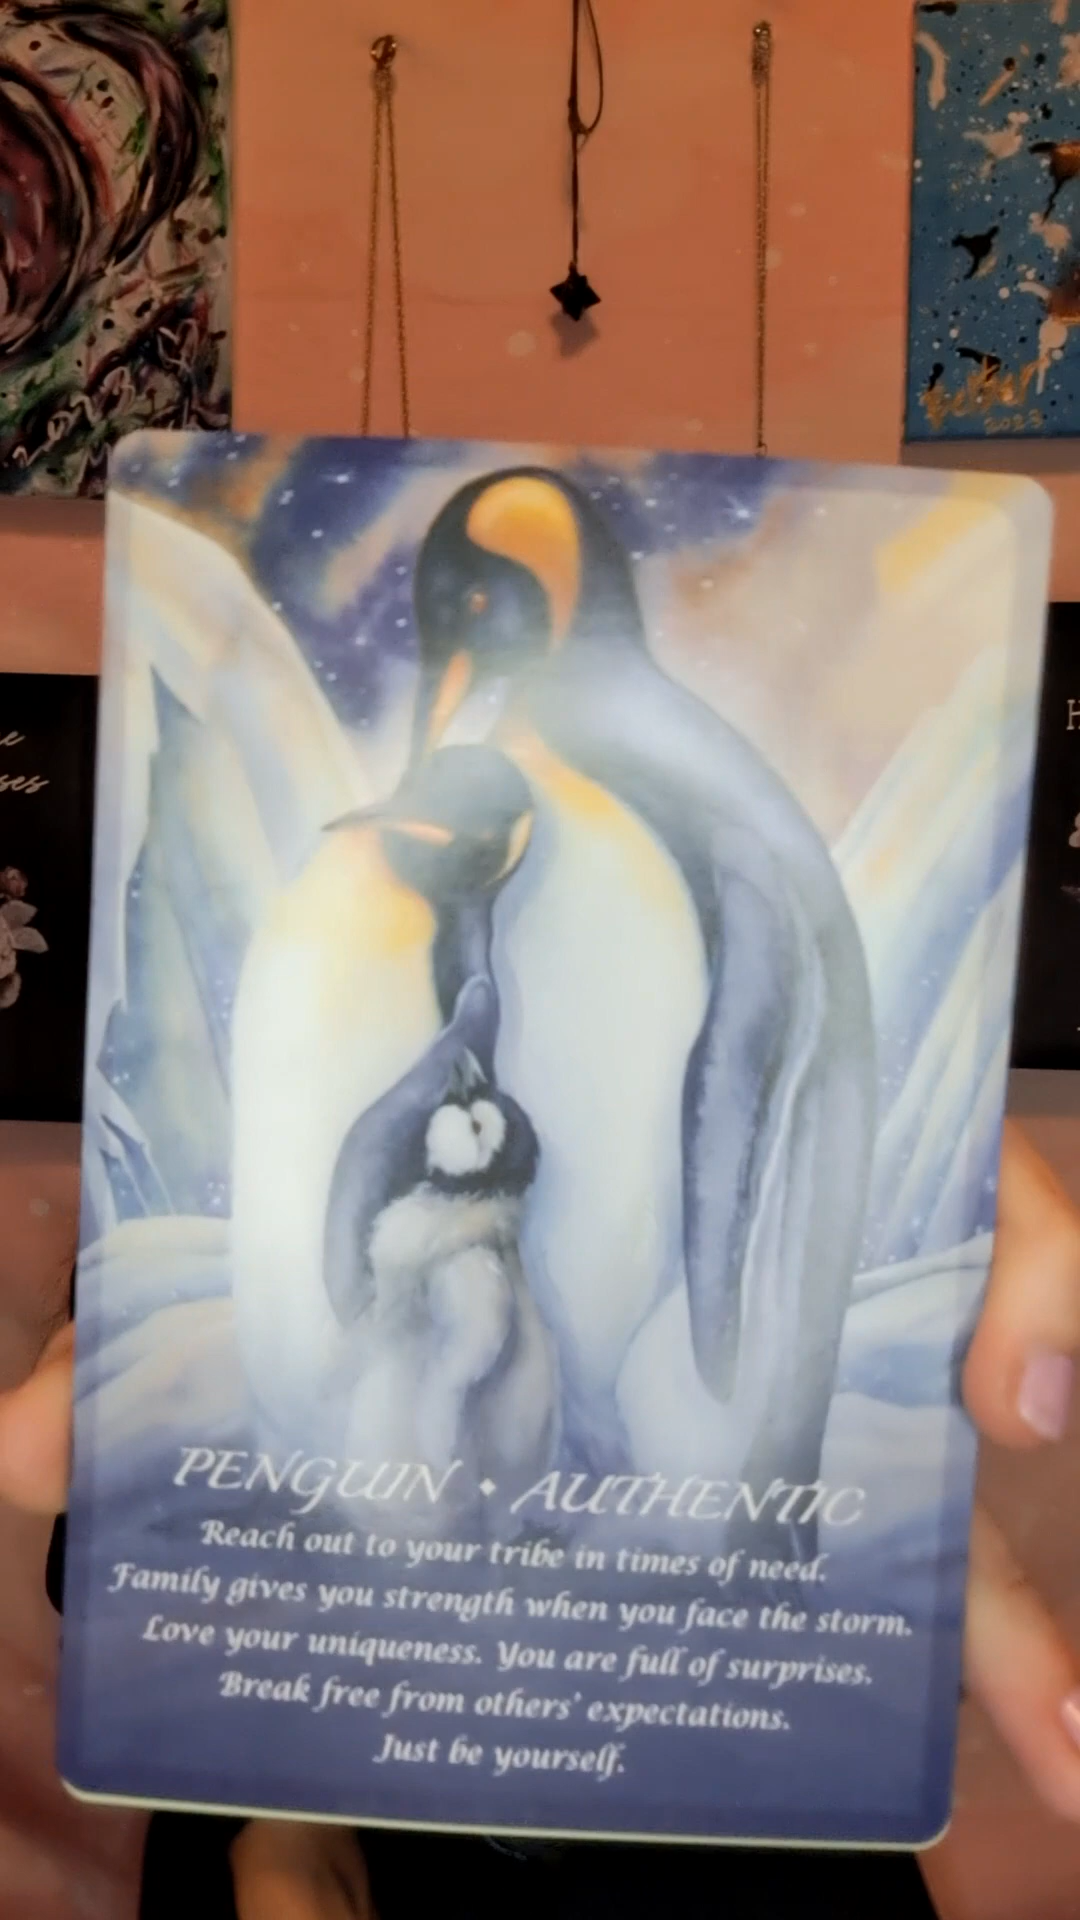 2023
PENGUIN • AUTHENTIC
Reach out to your tribe in times of need.
Family gives you strength when you face the storm.
Love your uniqueness. You are full of surprises.
Break free from others' expectations.
Just be yourself.